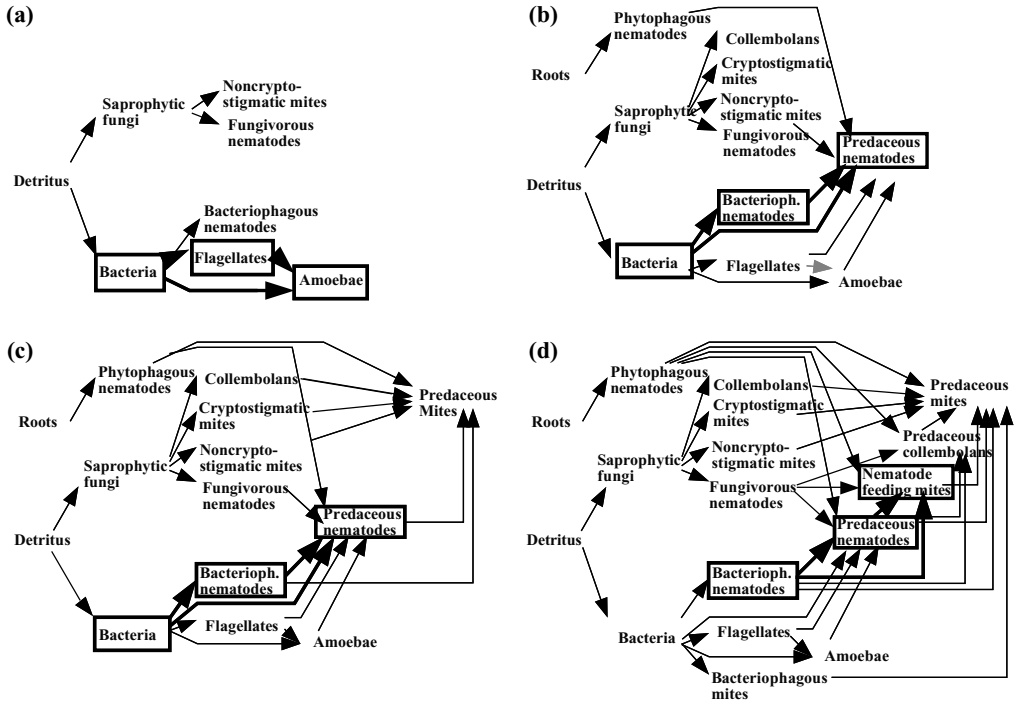 (a)
Saprophytic
fungi
Noncrypto-
stigmatic mites
Fungivorous
nematodes
Detritus
Bacteriophagous
nematodes
Flagellates
Bacteria
Amoebae
(b)
Phytophagous
nematodes
Collembolans
Roots
Cryptostigmatic
mites
Saprophytic
fungi
Noncrypto-
stigmatic mites
Fungivorous
nematodes
Predaceous
nematodes
Detritus
Bacterioph.
nematodes
Bacteria
Flagellates
Amoebae
(c)
Phytophagous
nematodes
Collembolans
Predaceous
Mites
Roots
Cryptostigmatic
mites
Noncrypto-
stigmatic mites
Saprophytic
fungi
Fungivorous
nematodes
Predaceous
nematodes
Detritus
Bacterioph.
nematodes
Bacteria
Flagellates
Amoebae
(d)
Phytophagous
nematodes
Collembolans
Predaceous
mites
Roots
Cryptostigmatic
mites
Predaceous
collembolans
Noncrypto-
stigmatic mites
Saprophytic
fungi
Fungivorous
nematodes
Nematode
feeding mites
Predaceous
nematodes
Detritus
Bacterioph.
nematodes
Bacteria
Flagellates
Amoebae
Bacteriophagous
mites